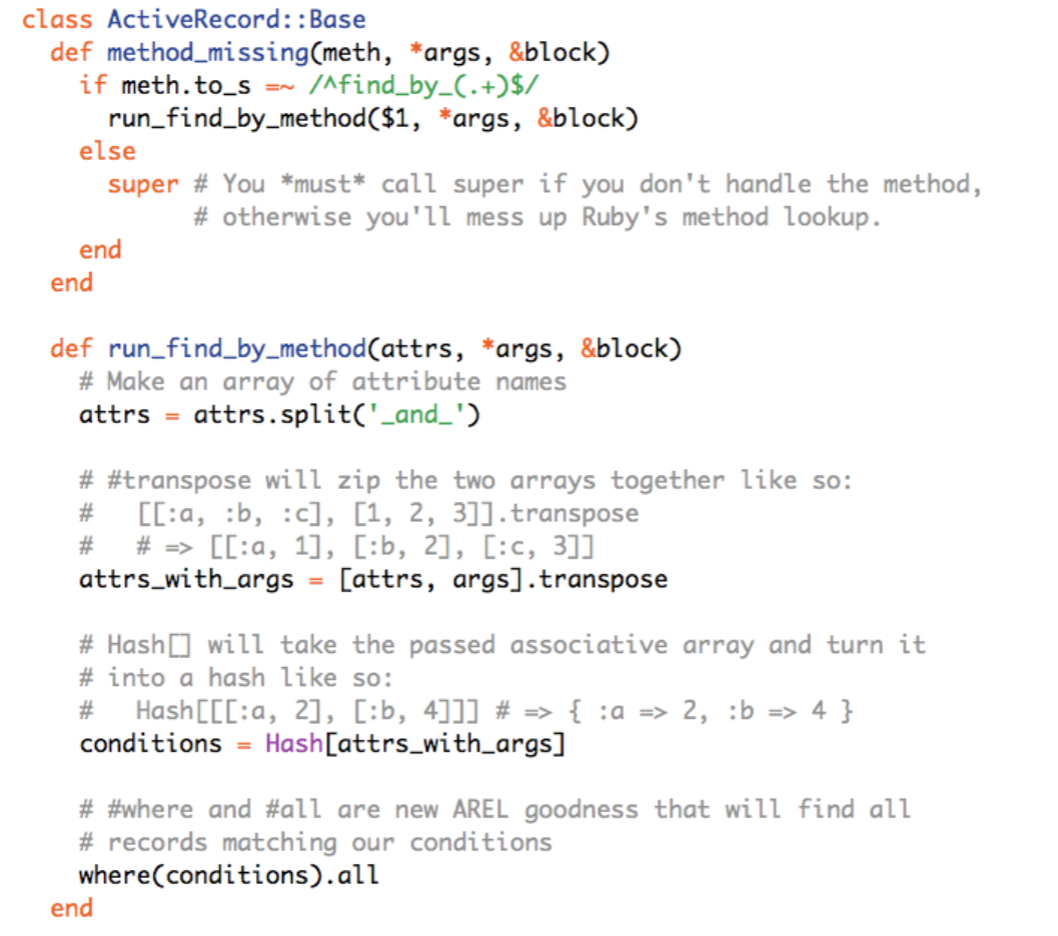 class ActiveRecord::Base
  def method_missing(meth, *args, &block)
    if meth.to_s =~ /^find_by_(.+)$/
      run_find_by_method($1, *args, &block)
    else
      super # You *must* call super if you don't handle the method,
            # otherwise you'll mess up Ruby's method lookup.
    end
  end

  def run_find_by_method(attrs, *args, &block)
    # Make an array of attribute names
    attrs = attrs.split('_and_')

    # #transpose will zip the two arrays together like so:
    #   [[:a, :b, :c], [1, 2, 3]].transpose
    #   # => [[:a, 1], [:b, 2], [:c, 3]]
    attrs_with_args = [attrs, args].transpose

    # Hash[] will take the passed associative array and turn it
    # into a hash like so:
    #   Hash[[[:a, 2], [:b, 4]]] # => { :a => 2, :b => 4 }
    conditions = Hash[attrs_with_args]

    # #where and #all are new AREL goodness that will find all
    # records matching our conditions
    where(conditions).all
  end